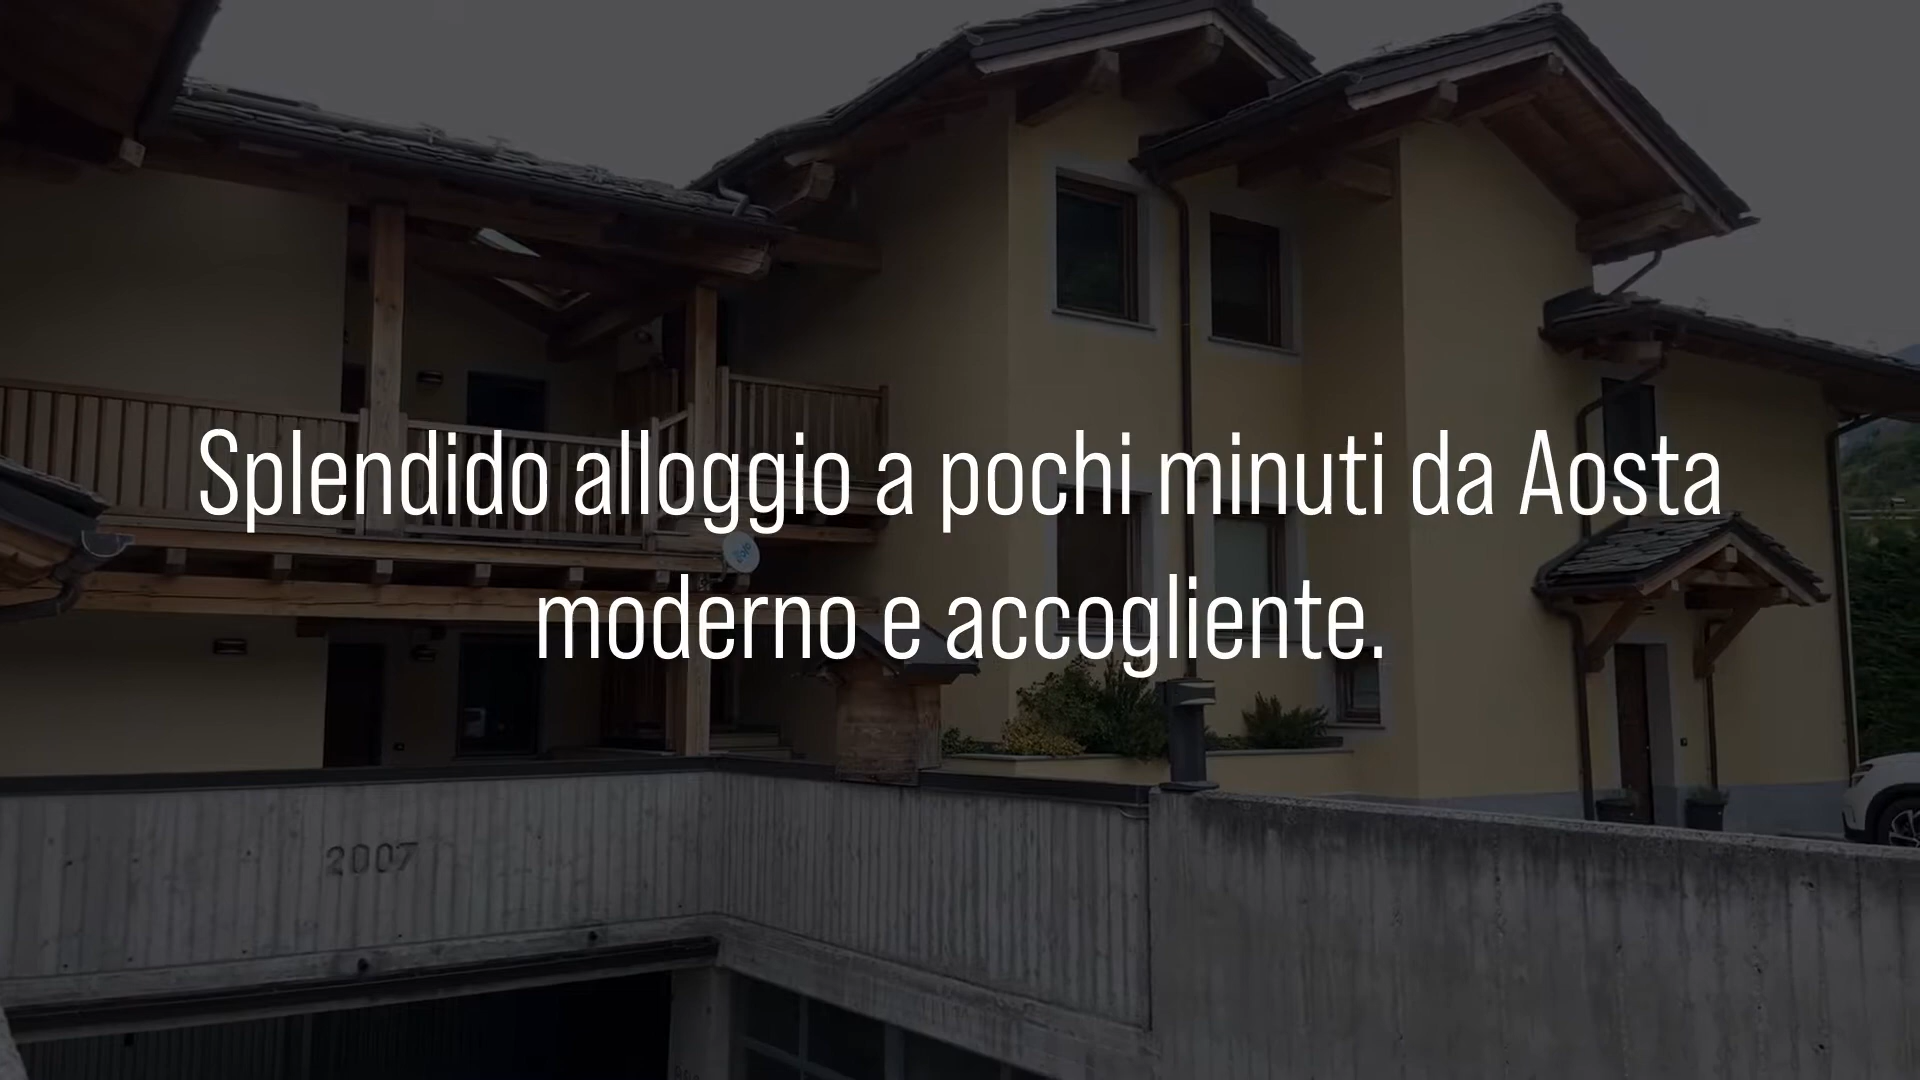 Splendido alloggio a pochi minuti da Aosta
moderno e accogliente.
2007